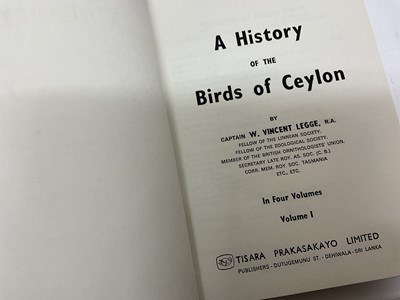 A History
OF THE
Birds of Ceylon
BY
CAPTAIN W. VINCENT LEGGE, R.A.
FELLOW OF THE LINNEAN SOCIETY.
FELLOW OF THE ZOOLOGICAL SOCIETY.
MEMBER OF THE BRITISH ORNITHOLOGISTS' UNION.
SECRETARY LATE ROY. AS. SOC. (C. B.)
CORR. MEM. ROY. SOC. TASMANIA
ETC., ETC.
In Four Volumes
Volume I
TISARA PRAKASAKAYO LIMITED
PUBLISHERS - DUTUGEMUNU ST. - DEHIWALA - SRI LANKA